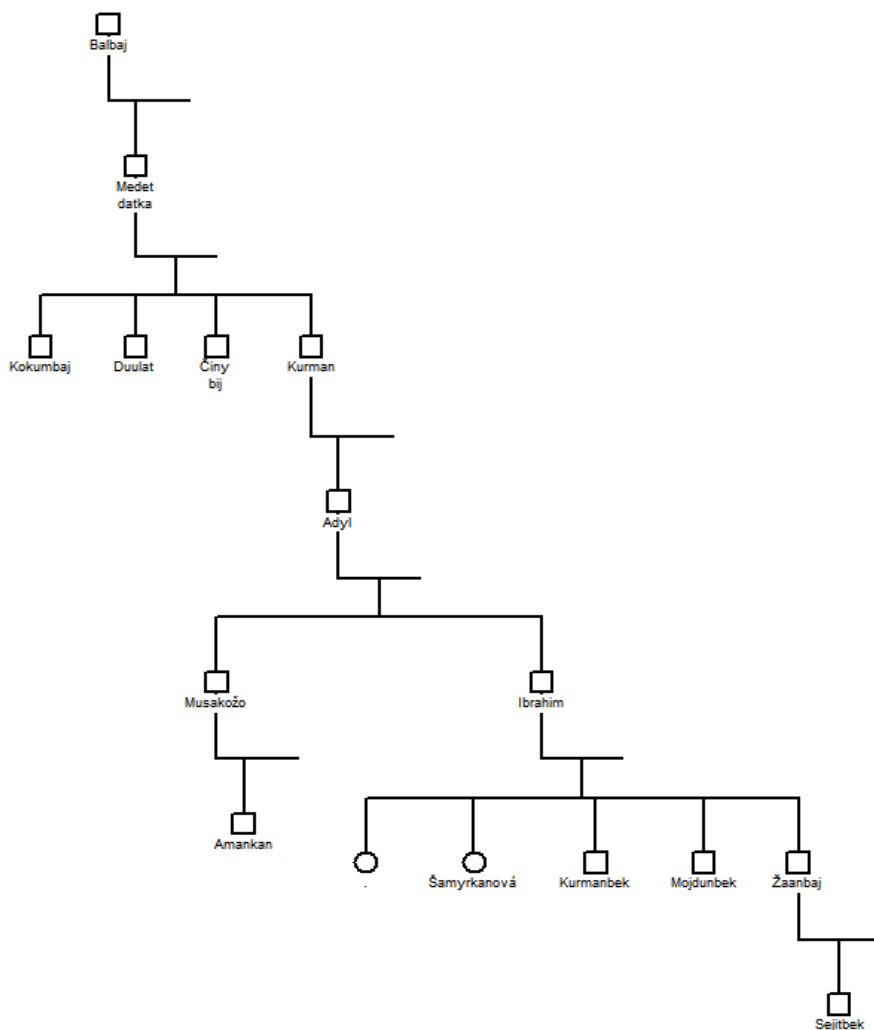 Balbaj
Medet
datka
Kokumbaj
Duulat
Činy
bij
Kurman
Adyl
Musakožo
Ibrahim
Amankan
.
Šamyrkanová
Kurmanbek
Mojdunbek
Žaanbaj
Sejitbek